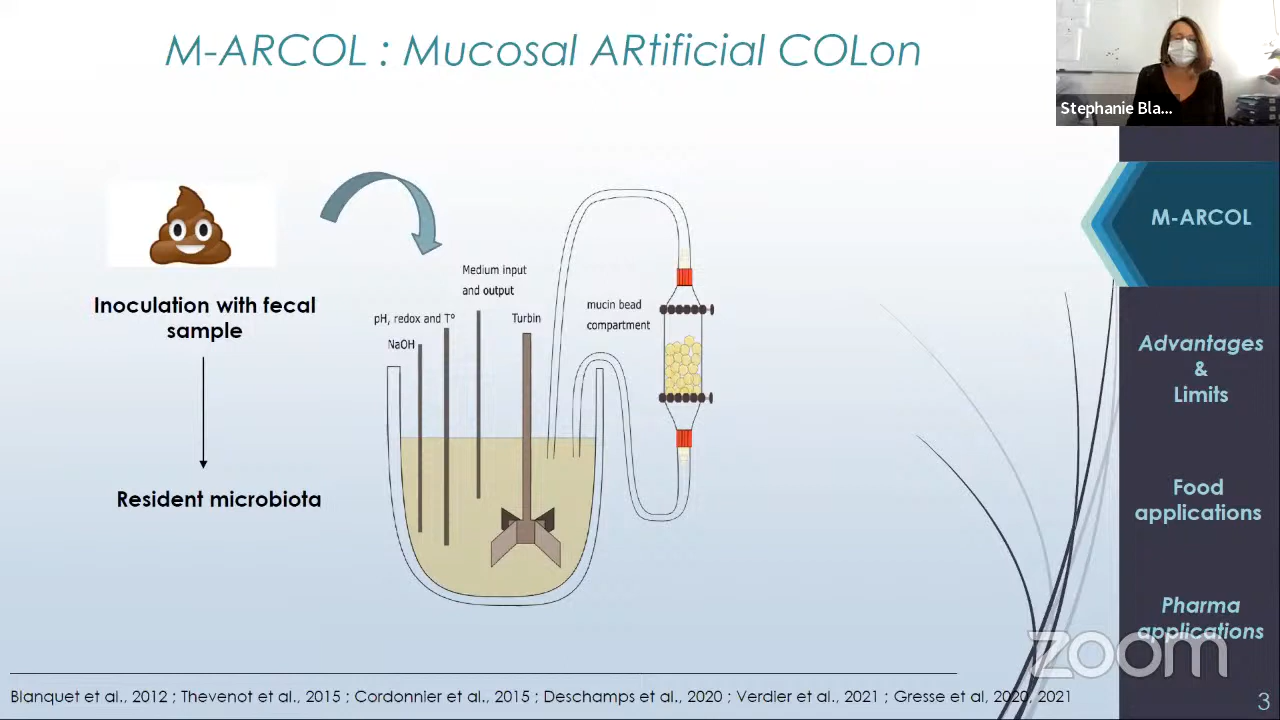 M-ARCOL : Mucosal ARtificial COLon
Stephanie Bla...
M-ARCOL
Inoculation with fecal
sample
Resident microbiota
Medium input
and output
pH, redox and T°
Turbin
NaOH
mucin bead
compartment
Advantages
&
Limits
Food
applications
Pharma
applications
zoom
Blanquet et al., 2012 ; Thevenot et al., 2015 ; Cordonnier et al., 2015 ; Deschamps et al., 2020 ; Verdier et al., 2021 ; Gresse et al, 2020, 2021
3